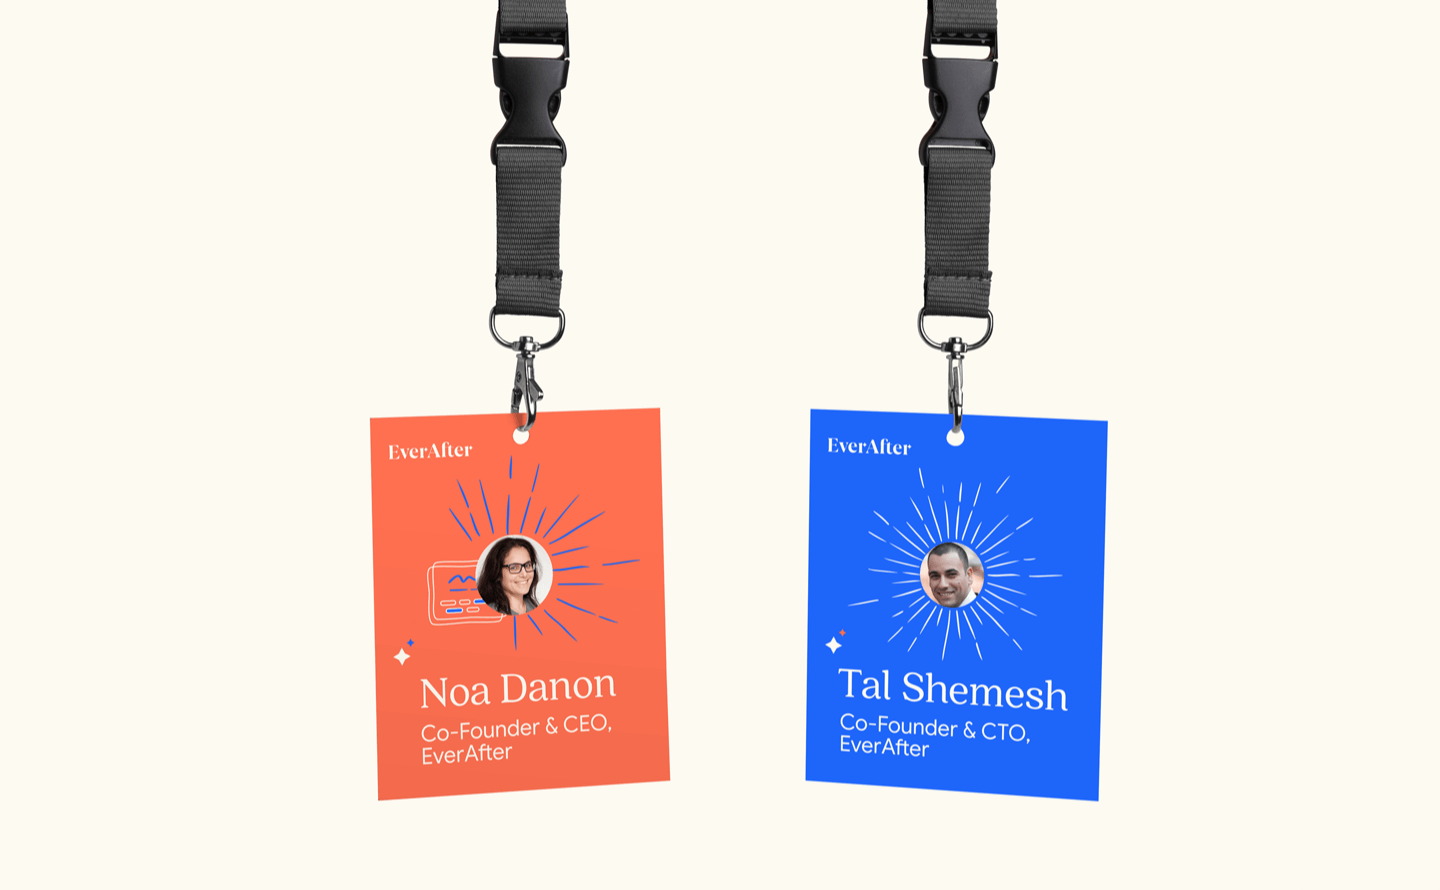 EverAfter
Noa Danon
Co-Founder & CEO,
EverAfter
EverAfter
Tal Shemesh
Co-Founder & CTO,
EverAfter